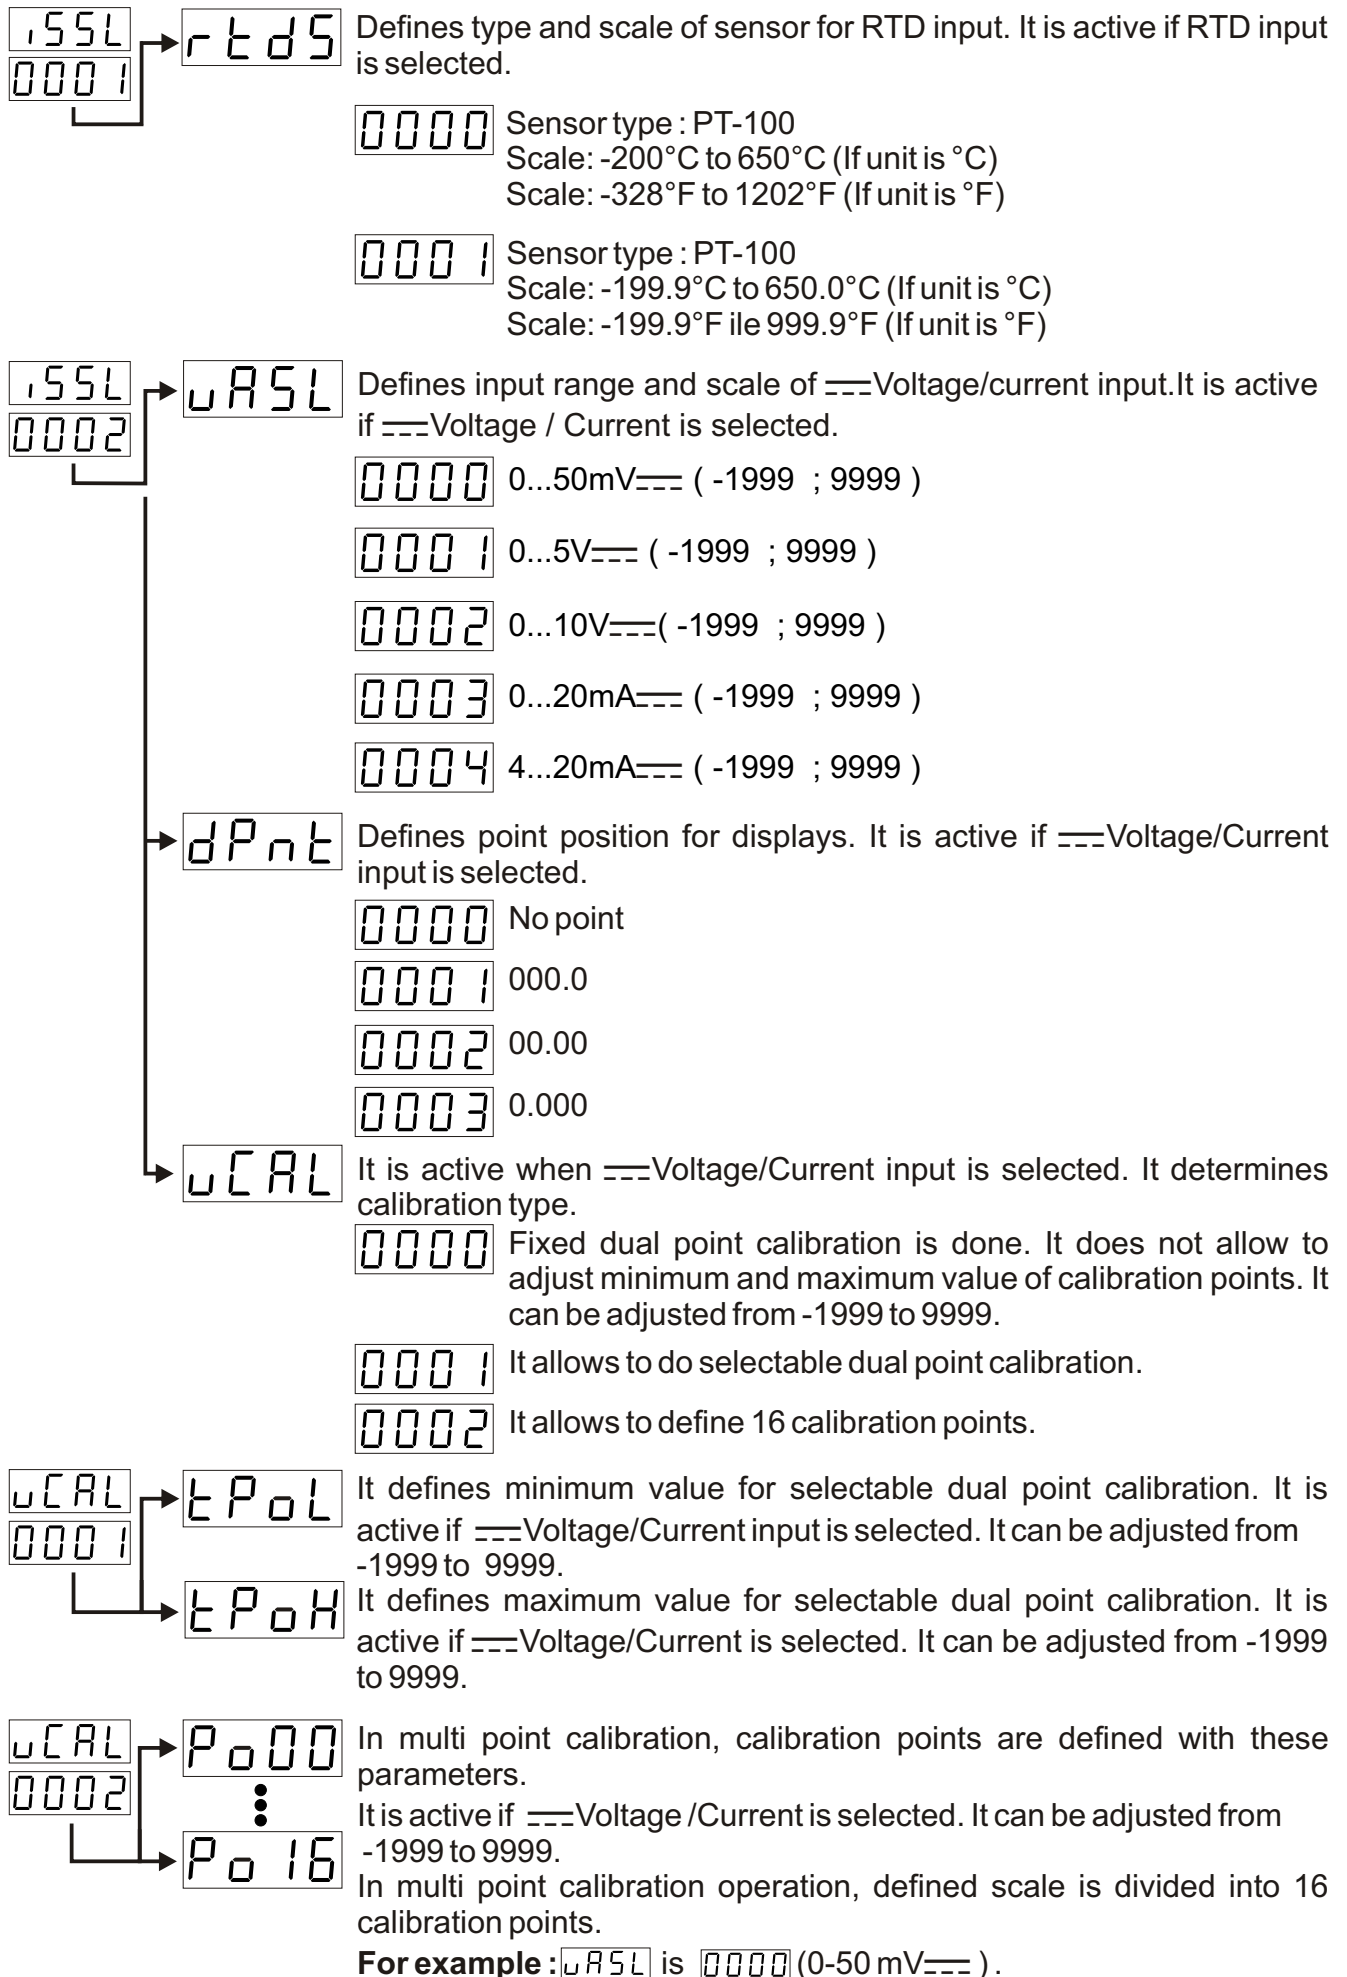 ıSSL
0001
rtdS
Defines type and scale of sensor for RTD input. It is active if RTD input
is selected.
0000
Sensor type : PT-100
Scale: -200°C to 650°C (If unit is °C)
Scale: -328°F to 1202°F (If unit is °F)
0001
Sensor type : PT-100
Scale: -199.9°C to 650.0°C (If unit is °C)
Scale: -199.9°F ile 999.9°F (If unit is °F)
ıSSL
0002
uASL
Defines input range and scale of ⎓Voltage/current input.It is active
if ⎓Voltage / Current is selected.
0000 0...50mV⎓ ( -1999 ; 9999 )
0001 0...5V⎓ ( -1999 ; 9999 )
0002 0...10V⎓( -1999 ; 9999 )
0003 0...20mA⎓ ( -1999 ; 9999 )
0004 4...20mA⎓ ( -1999 ; 9999 )
dPnt
Defines point position for displays. It is active if ⎓Voltage/Current
input is selected.
0000 No point
0001 000.0
0002 00.00
0003 0.000
uCAL
It is active when ⎓Voltage/Current input is selected. It determines
calibration type.
0000 Fixed dual point calibration is done. It does not allow to
adjust minimum and maximum value of calibration points. It
can be adjusted from -1999 to 9999.
0001 It allows to do selectable dual point calibration.
0002 It allows to define 16 calibration points.
uCAL
0001
tPoL
It defines minimum value for selectable dual point calibration. It is
active if ⎓Voltage/Current input is selected. It can be adjusted from
-1999 to 9999.
tPoH
It defines maximum value for selectable dual point calibration. It is
active if ⎓Voltage/Current is selected. It can be adjusted from -1999
to 9999.
uCAL
0002
Po00
In multi point calibration, calibration points are defined with these
parameters.
It is active if ⎓Voltage /Current is selected. It can be adjusted from
-1999 to 9999.
Po16
In multi point calibration operation, defined scale is divided into 16
calibration points.
For example : uASL is 0000 (0-50 mV⎓ ) .